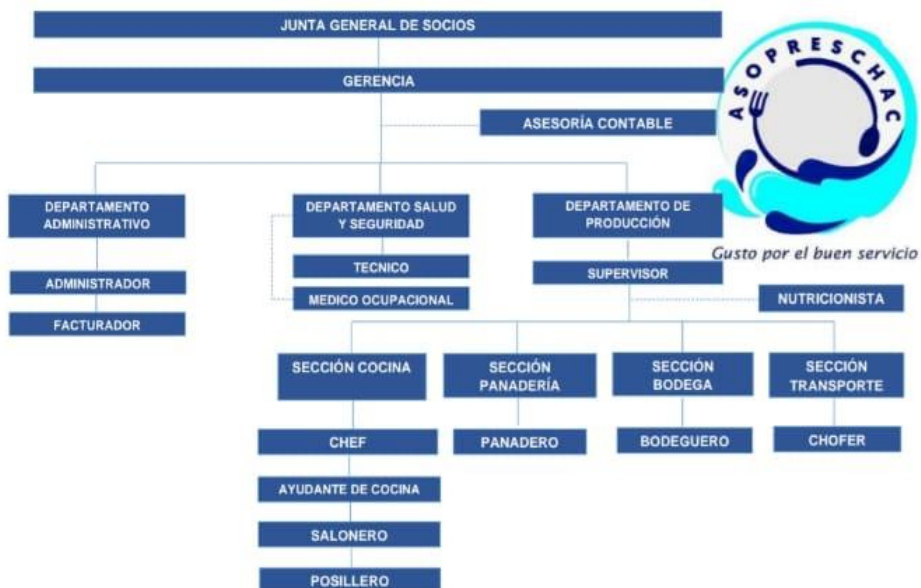 JUNTA GENERAL DE SOCIOS
GERENCIA
ASOPRESCHAC
ASESORÍA CONTABLE
DEPARTAMENTO
ADMINISTRATIVO
DEPARTAMENTO SALUD
Y SEGURIDAD
DEPARTAMENTO DE
PRODUCCIÓN
Gusto por el buen servicio
TECNICO
SUPERVISOR
ADMINISTRADOR
MEDICO OCUPACIONAL
NUTRICIONISTA
FACTURADOR
SECCIÓN COCINA
SECCIÓN
PANADERÍA
SECCIÓN
BODEGA
SECCIÓN
TRANSPORTE
CHEF
PANADERO
BODEGUERO
CHOFER
AYUDANTE DE COCINA
SALONERO
POSILLERO